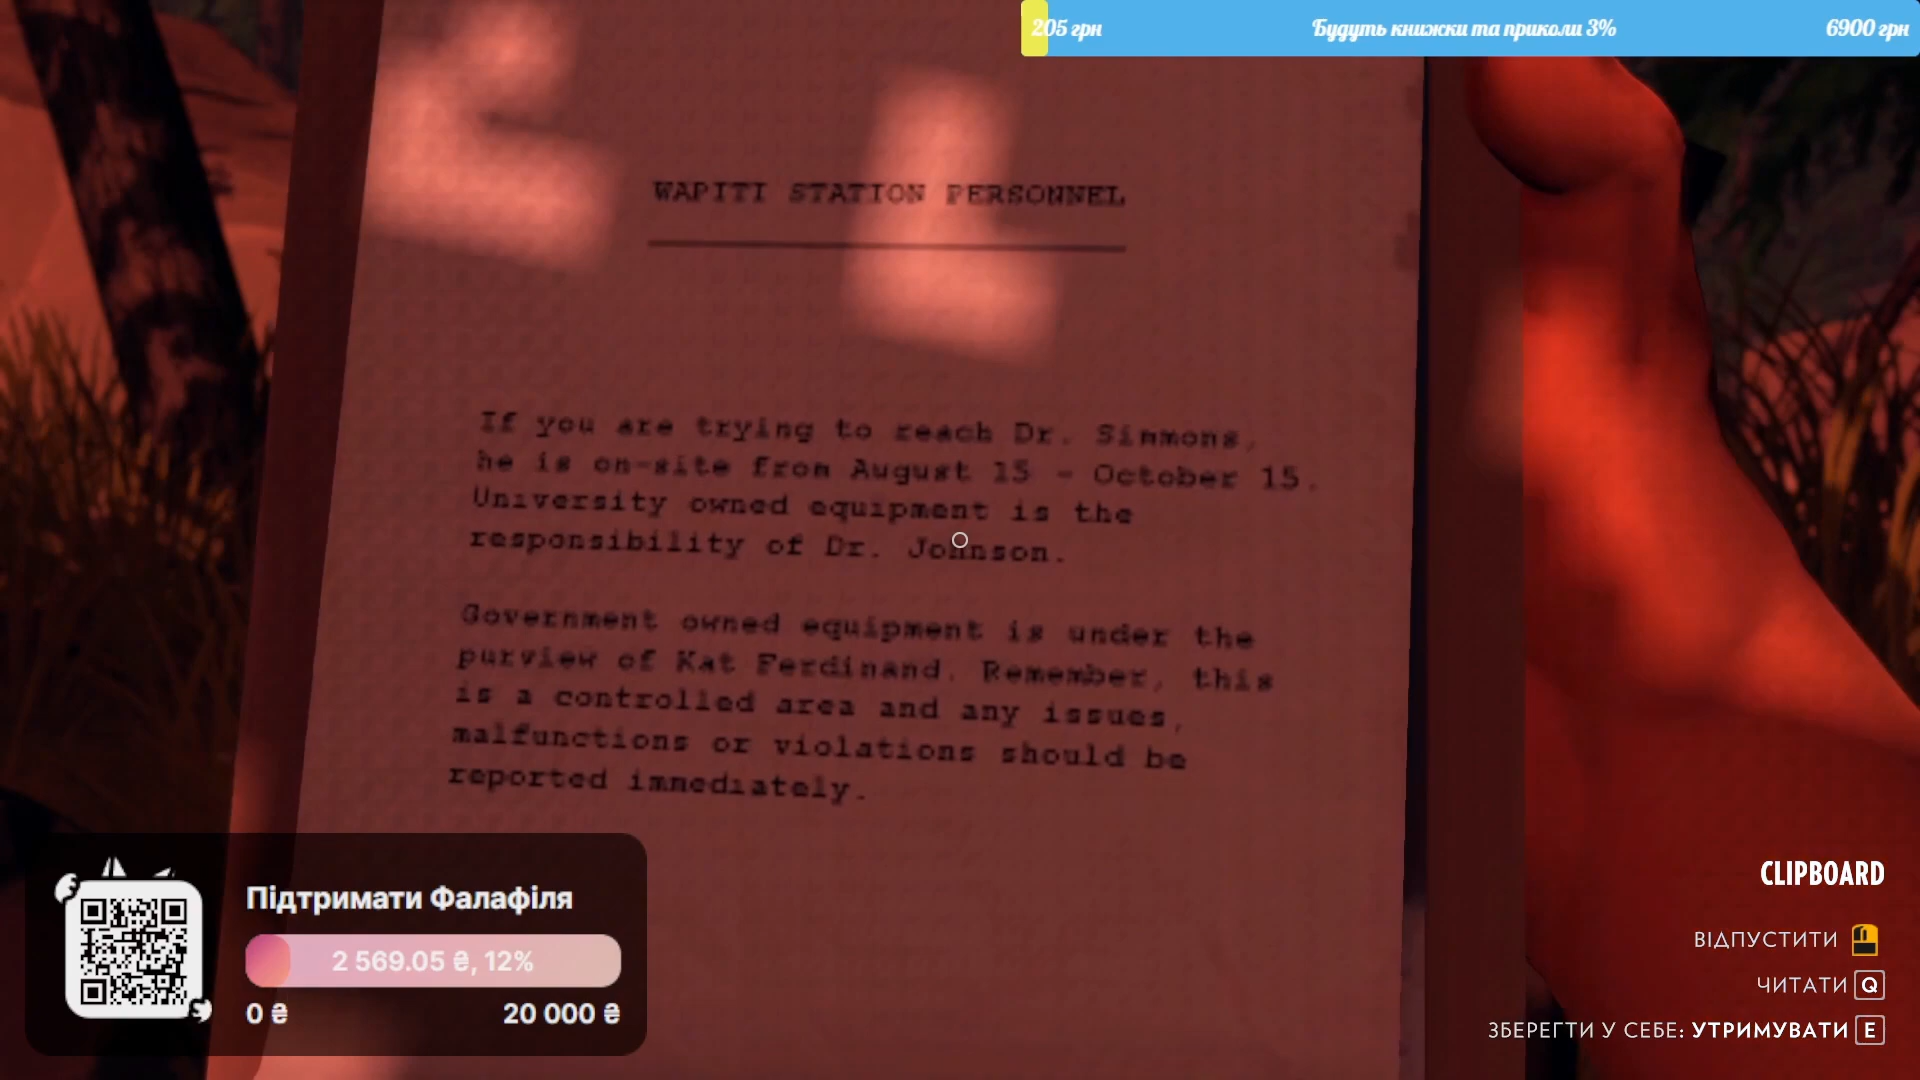 205 грн
Будуть книжки та приколи 3%
6900 грн
WAPITI STATION PERSONNEL
If you are trying to reach Dr. Simmons,
he is on-site from August 15 - October 15.
University owned equipment is the
responsibility of Dr. Johnson.
Government owned equipment is under the
purview of Kat Ferdinand. Remember, this
is a controlled area and any issues,
malfunctions or violations should be
reported immediately.
Підтримати Фалафіля
2 569.05 ₴, 12%
0 ₴
20 000 ₴
CLIPBOARD
ВІДПУСТИТИ
ЧИТАТИ Q
ЗБЕРЕГТИ У СЕБЕ: УТРИМУВАТИ E